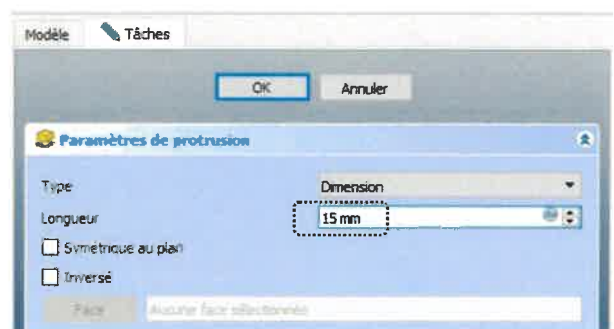 Modèle Tâches
OK Annuler
Paramètres de protrusion
Type Dimension
Longueur 15 mm
Symétrique au plan
Inversé
Face Aucune face sélectionnée